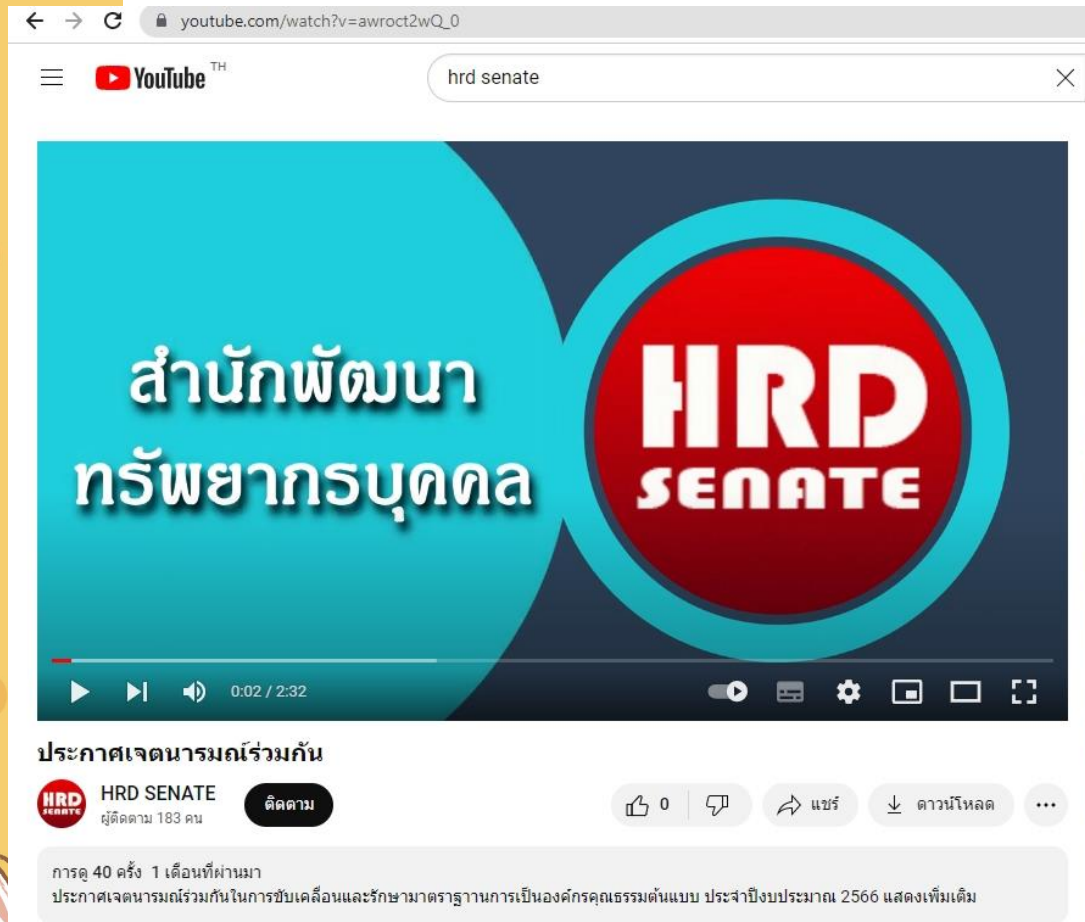 youtube.com/watch?v=awroct2wQ_0
YouTube TH
hrd senate
สำนักพัฒนา
ทรัพยากรบุคคล
HRD
SENATE
0:02 / 2:32
ประกาศเจตนารมณ์ร่วมกัน
HRD
SENATE
HRD SENATE
ผู้ติดตาม 183 คน
ติดตาม
0
แชร์
ดาวน์โหลด
การดู 40 ครั้ง 1 เดือนที่ผ่านมา
ประกาศเจตนารมณ์ร่วมกันในการขับเคลื่อนและรักษามาตราฐานการเป็นองค์กรคุณธรรมต้นแบบ ประจำปีงบประมาณ 2566 แสดงเพิ่มเติม